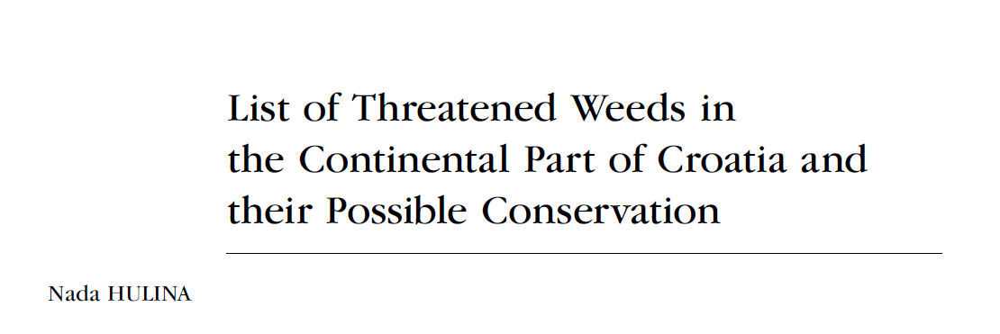 List of Threatened Weeds in
the Continental Part of Croatia and
their Possible Conservation
Nada HULINA